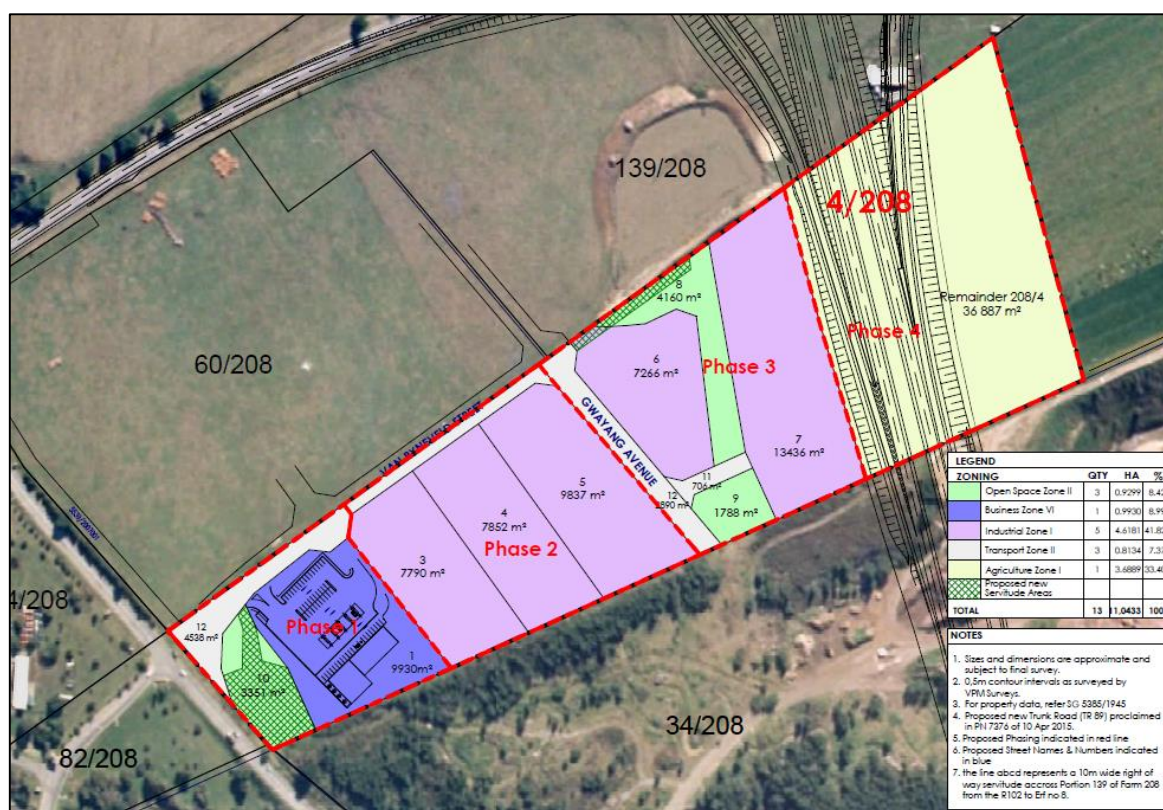 139/208
4/208
Remainder 208/4
36 887 m²
Phase 4
8
4160 m²
60/208
6
7266 m²
Phase 3
GWAYANG AVENUE
7
13436 m²
STREET
11
706 m²
12
9
1788 m²
5
9837 m²
4
7852 m²
Phase 2
3
7790 m²
/208
12
4538 m²
Phase 1
1
9930m²
10
3351 m²
34/208
82/208
LEGEND
ZONING QTY HA %
Open Space Zone II 3 0.9299
Business Zone VI 1 0.9930
Industrial Zone I 5 4.6181
Transport Zone II 3 0.8134
Agriculture Zone I 1 3.6889
Proposed new
Servitude Areas
TOTAL 13 11,0433 100
NOTES
1. Sizes and dimensions are approximate and
subject to final survey.
2. 0,5m contour intervals as surveyed by
VPM Surveys.
3. For property data, refer SG 5385/1945
4. Proposed new Trunk Road (TR 89) proclaimed
in PN 7376 of 10 Apr 2015.
5. Proposed Phasing indicated in red line
6. Proposed Street Names & Numbers indicated
in blue
7. the line abcd represents a 10m wide right of
way servitude accross Portion 139 of Farm 208
from the R102 to Erf no 8.